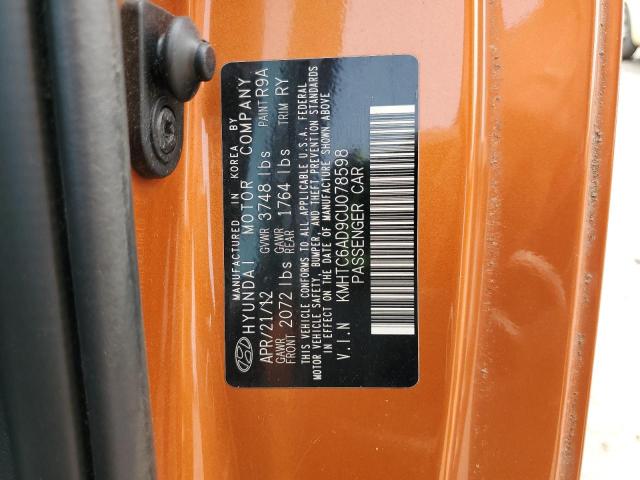 MANUFACTURED IN KOREA BY
HYUNDAI MOTOR COMPANY
APR/21/12 GVWR 3748 lbs PAINT R9A
GAWR FRONT 2072 lbs GAWR REAR 1764 lbs TRIM RY
THIS VEHICLE CONFORMS TO ALL APPLICABLE U.S.A. FEDERAL
MOTOR VEHICLE SAFETY, BUMPER, AND THEFT PREVENTION STANDARDS
IN EFFECT ON THE DATE OF MANUFACTURE SHOWN ABOVE.
V.I.N KMHTC6AD9CU078598
PASSENGER CAR